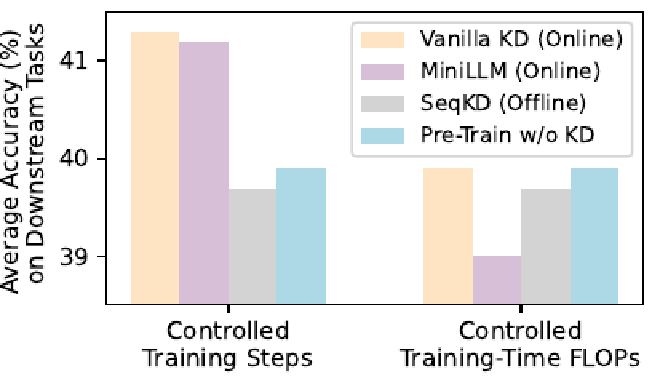 Average Accuracy (%)
on Downstream Tasks
41
40
39
Vanilla KD (Online)
MiniLLM (Online)
SeqKD (Offline)
Pre-Train w/o KD
Controlled
Training Steps
Controlled
Training-Time FLOPs